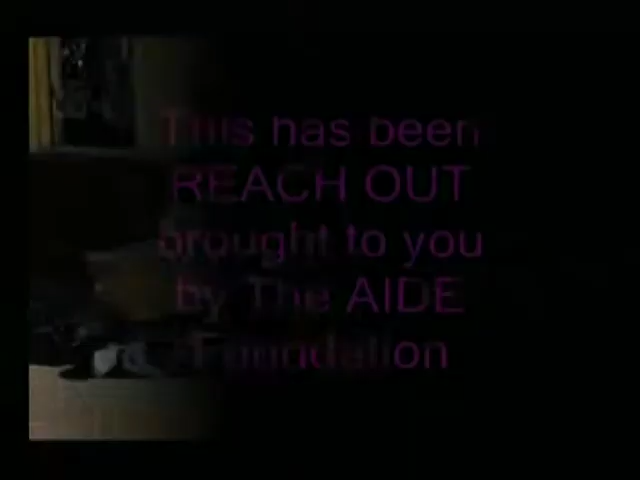 This has been
REACH OUT
brought to you
by The AIDE
Foundation